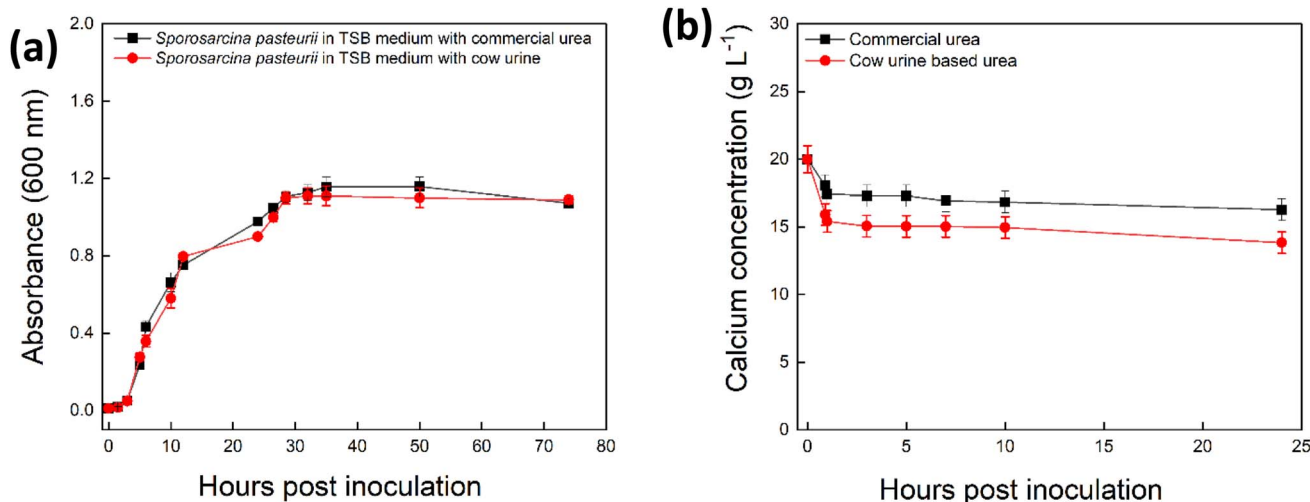 (a)
Sporosarcina pasteurii in TSB medium with commercial urea
Sporosarcina pasteurii in TSB medium with cow urine
Absorbance (600 nm)
2.0
1.6
1.2
0.8
0.4
0.0
0 10 20 30 40 50 60 70 80
Hours post inoculation
(b)
Commercial urea
Cow urine based urea
Calcium concentration (g L-1)
30
25
20
15
10
5
0
0 5 10 15 20 25
Hours post inoculation